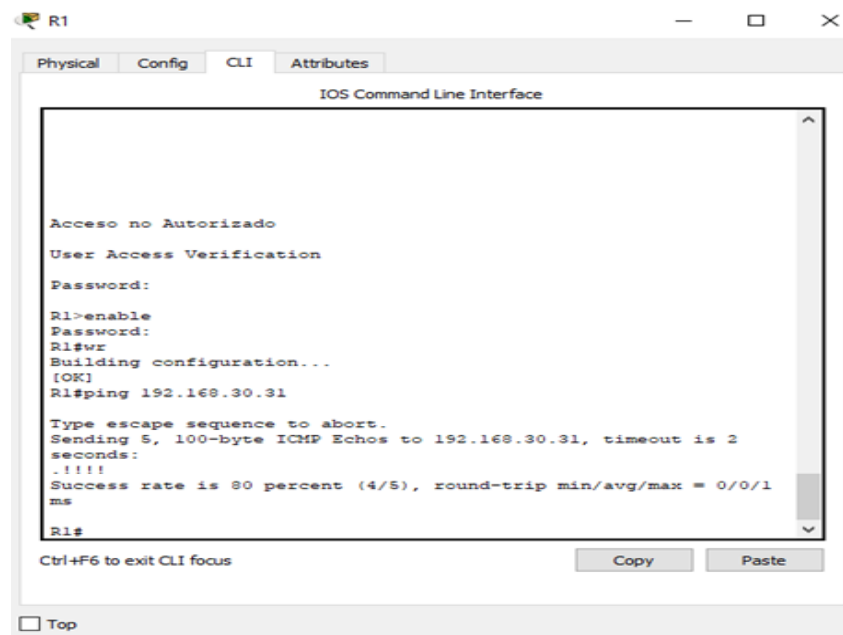 R1
Physical Config CLI Attributes
IOS Command Line Interface
Acceso no Autorizado
User Access Verification
Password:
R1>enable
Password:
R1#wr
Building configuration...
[OK]
R1#ping 192.168.30.31
Type escape sequence to abort.
Sending 5, 100-byte ICMP Echos to 192.168.30.31, timeout is 2
seconds:
.!!!!
Success rate is 80 percent (4/5), round-trip min/avg/max = 0/0/1
ms
R1#
Ctrl+F6 to exit CLI focus
Copy Paste
Top